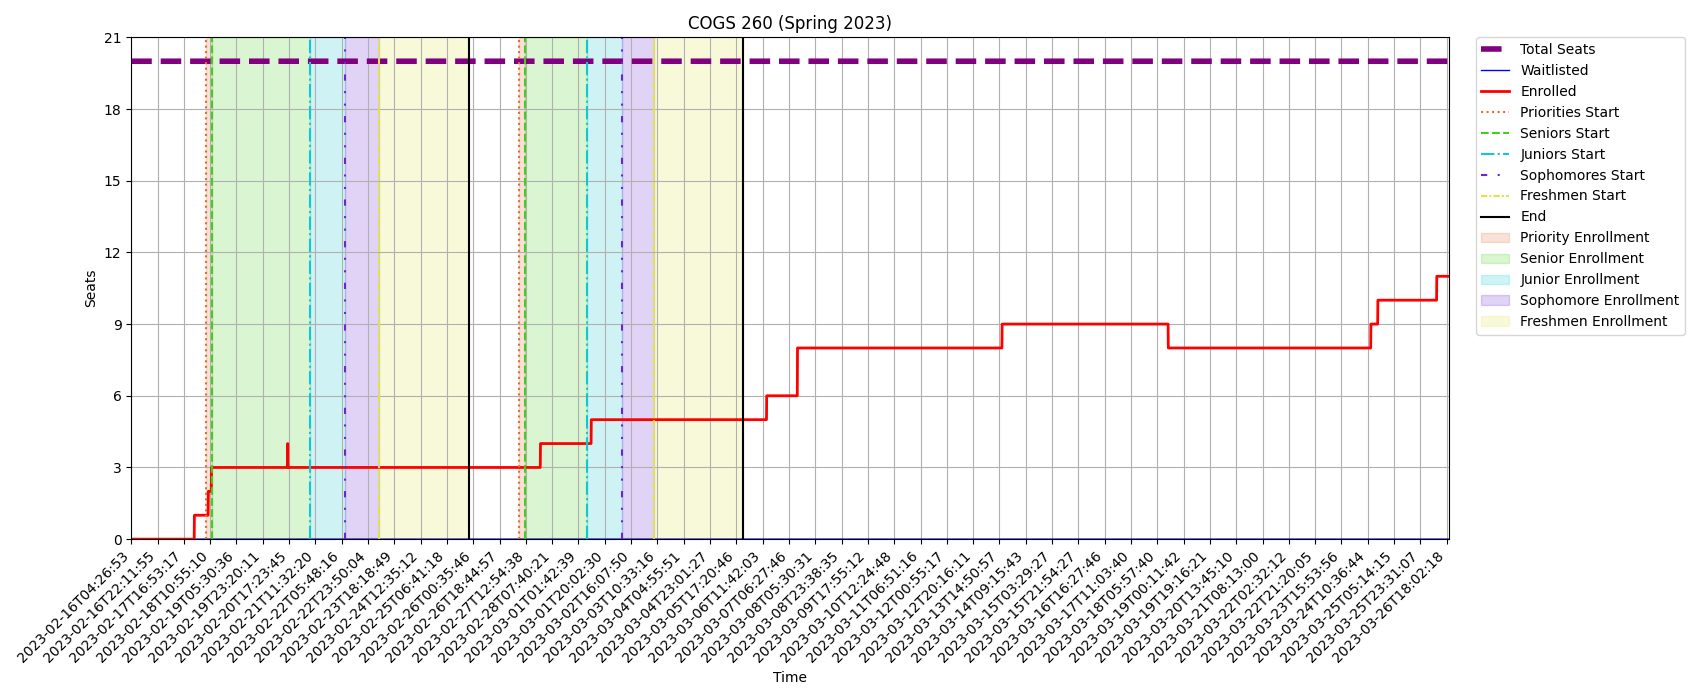 COGS 260 (Spring 2023)
21
18
15
12
9
6
3
0
Seats
2023-02-16T04:26:53
2023-02-16T22:11:55
2023-02-17T16:53:17
2023-02-18T10:55:10
2023-02-19T05:30:36
2023-02-19T23:20:11
2023-02-20T17:23:45
2023-02-21T11:32:20
2023-02-22T05:48:16
2023-02-22T23:50:04
2023-02-23T18:18:49
2023-02-24T12:35:12
2023-02-25T06:41:18
2023-02-26T00:35:46
2023-02-26T18:44:57
2023-02-27T12:54:38
2023-02-28T07:40:21
2023-03-01T01:42:39
2023-03-01T20:02:30
2023-03-02T16:07:50
2023-03-03T10:33:16
2023-03-04T04:55:51
2023-03-04T23:01:27
2023-03-05T17:20:46
2023-03-06T11:42:03
2023-03-07T06:27:46
2023-03-08T05:30:31
2023-03-08T23:38:35
2023-03-09T17:55:12
2023-03-10T12:24:48
2023-03-11T06:51:16
2023-03-12T00:55:17
2023-03-12T20:16:11
2023-03-13T14:50:57
2023-03-14T09:15:43
2023-03-15T03:29:27
2023-03-15T21:54:27
2023-03-16T16:27:46
2023-03-17T11:03:40
2023-03-18T05:57:40
2023-03-19T00:11:42
2023-03-19T19:16:21
2023-03-20T13:45:10
2023-03-21T08:13:00
2023-03-22T02:32:12
2023-03-22T21:20:05
2023-03-23T15:53:56
2023-03-24T10:36:44
2023-03-25T05:14:15
2023-03-25T23:31:07
2023-03-26T18:02:18
Time
Total Seats
Waitlisted
Enrolled
Priorities Start
Seniors Start
Juniors Start
Sophomores Start
Freshmen Start
End
Priority Enrollment
Senior Enrollment
Junior Enrollment
Sophomore Enrollment
Freshmen Enrollment